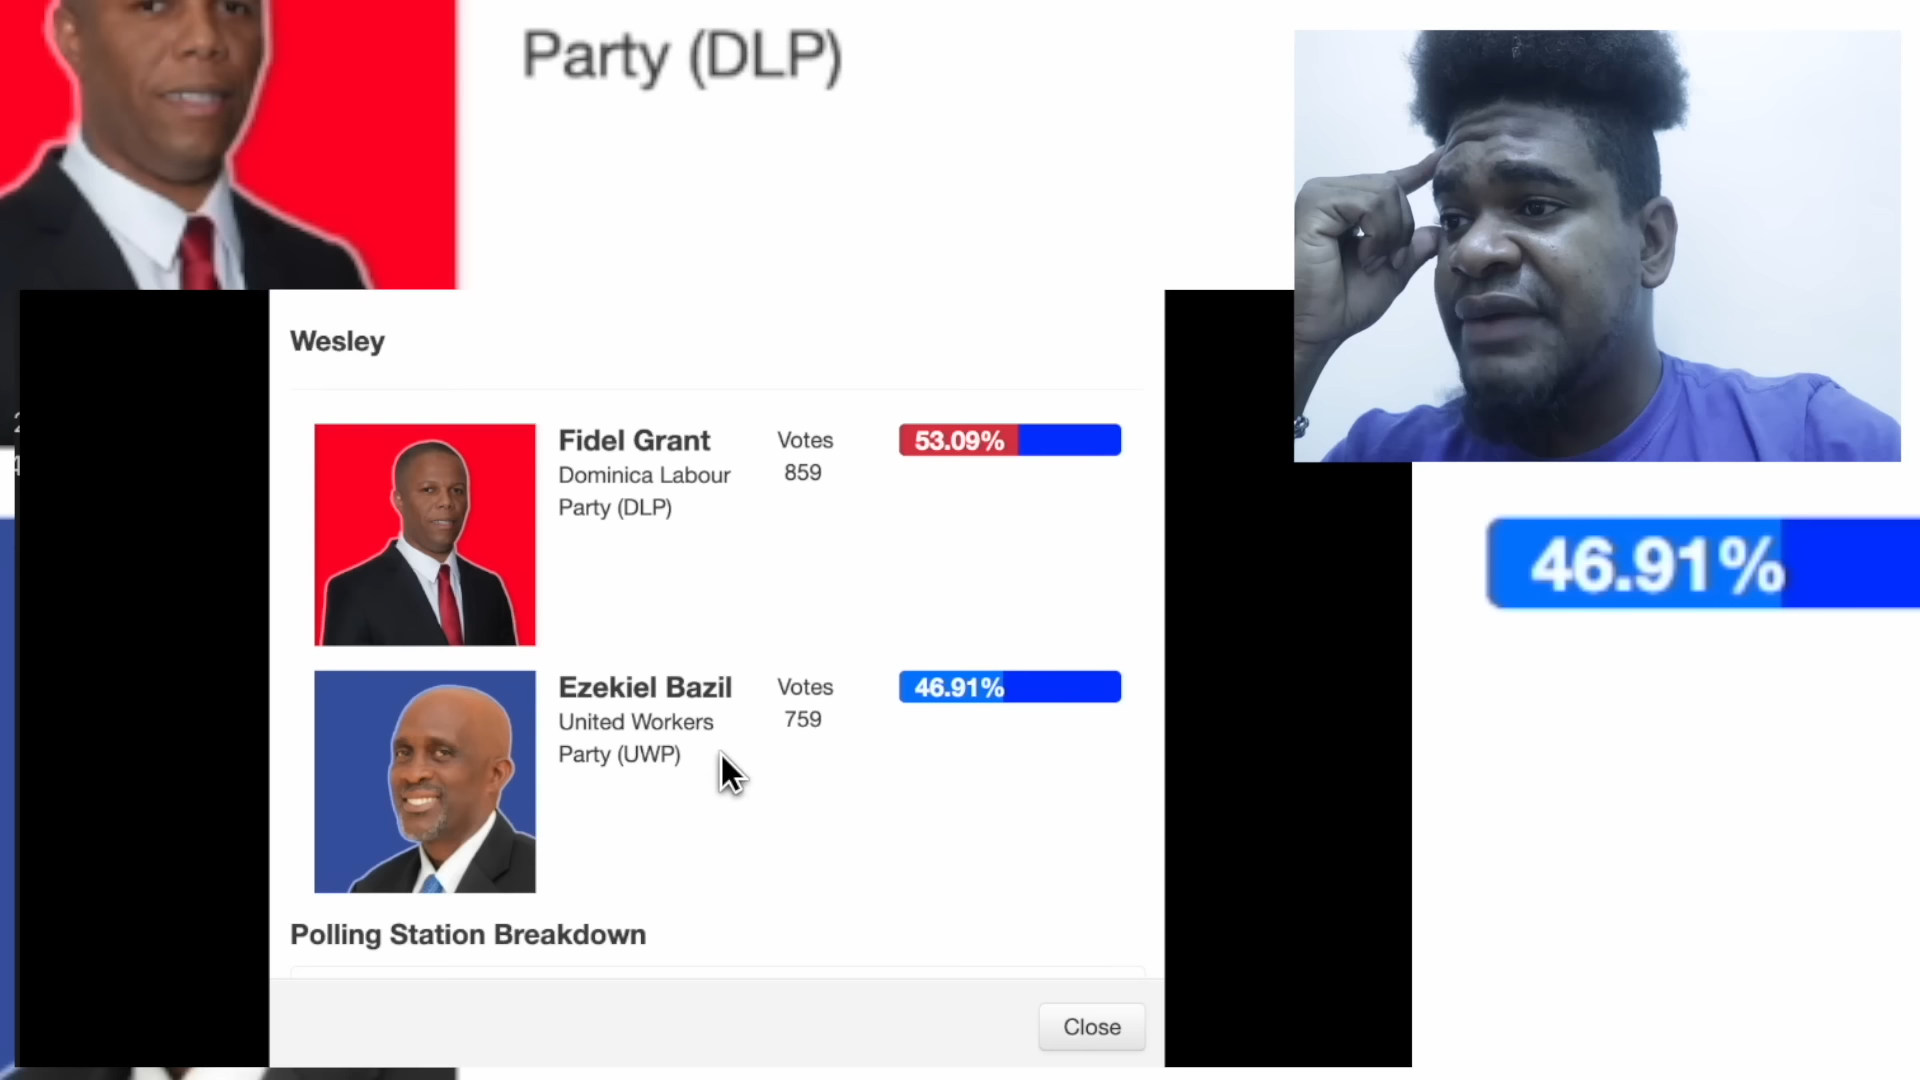 Party (DLP)
Wesley
Fidel Grant
Dominica Labour
Party (DLP)
Votes
859
53.09%
Ezekiel Bazil
United Workers
Party (UWP)
Votes
759
46.91%
46.91%
Polling Station Breakdown
Close